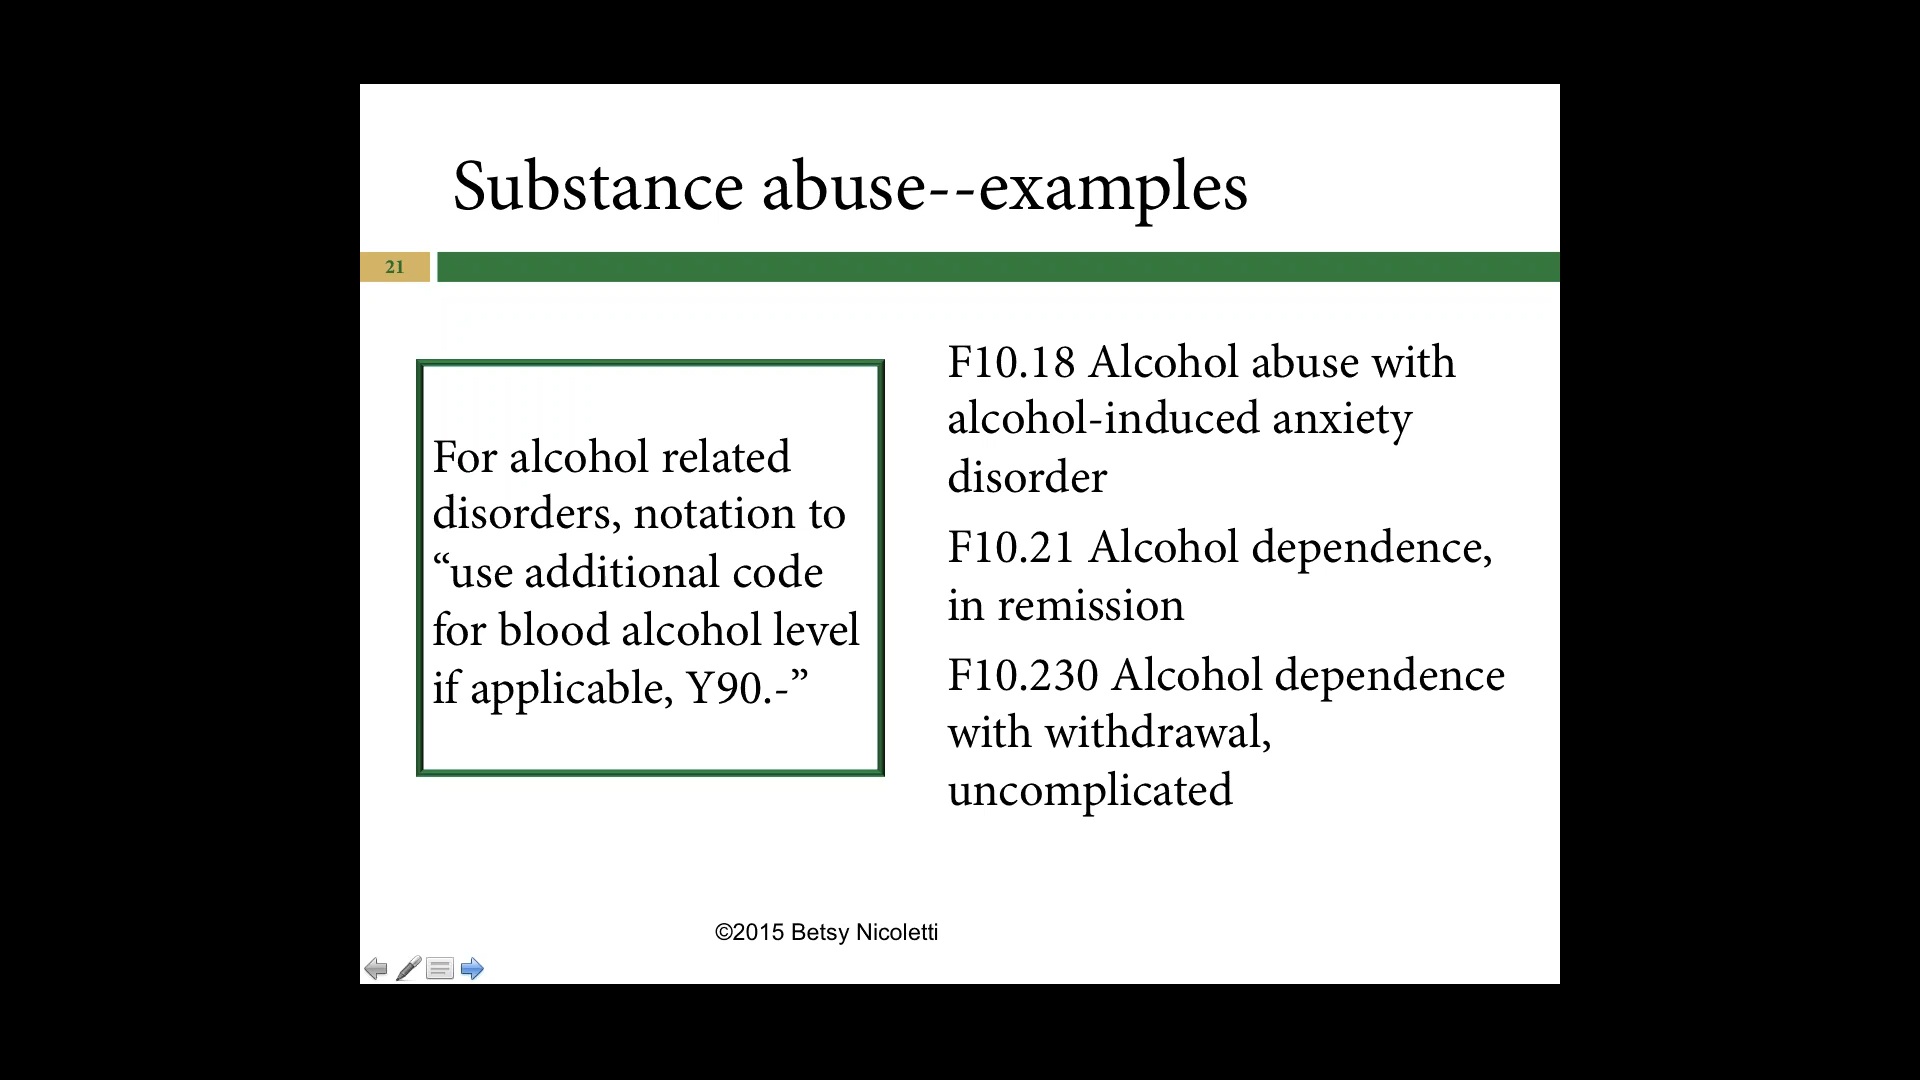 Substance abuse--examples
21
For alcohol related
disorders, notation to
“use additional code
for blood alcohol level
if applicable, Y90.-”
F10.18 Alcohol abuse with
alcohol-induced anxiety
disorder
F10.21 Alcohol dependence,
in remission
F10.230 Alcohol dependence
with withdrawal,
uncomplicated
©2015 Betsy Nicoletti